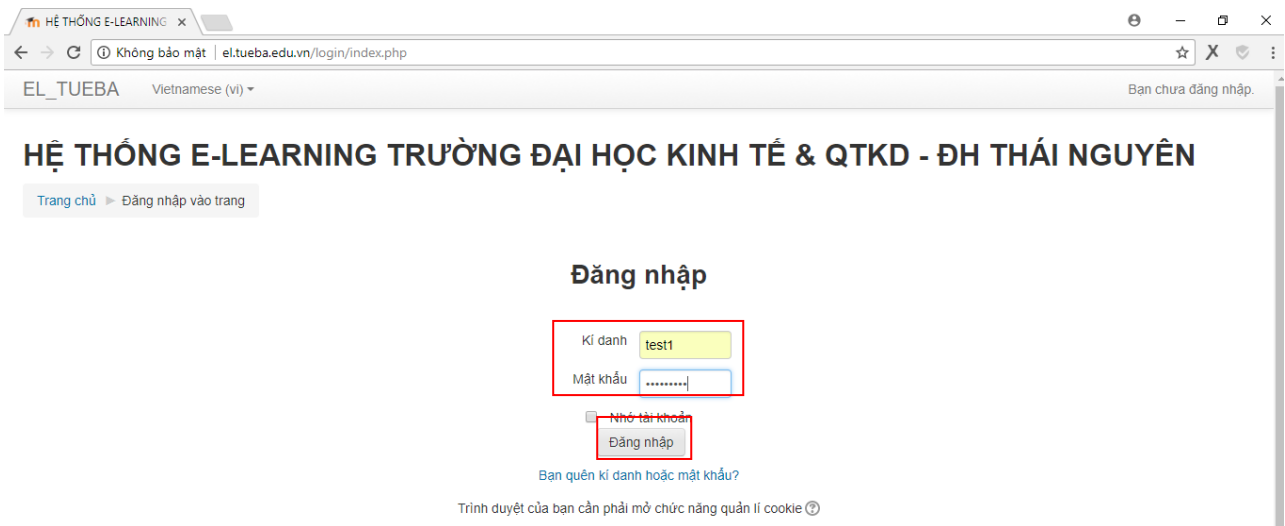 HỆ THỐNG E-LEARNING
Không bảo mật | el.tueba.edu.vn/login/index.php
EL_TUEBA Vietnamese (vi) Bạn chưa đăng nhập.
HỆ THỐNG E-LEARNING TRƯỜNG ĐẠI HỌC KINH TẾ & QTKD - ĐH THÁI NGUYÊN
Trang chủ ▶ Đăng nhập vào trang
Đăng nhập
Kí danh test1
Mật khẩu •••••••••
Nhớ tài khoản
Đăng nhập
Bạn quên kí danh hoặc mật khẩu?
Trình duyệt của bạn cần phải mở chức năng quản lí cookie